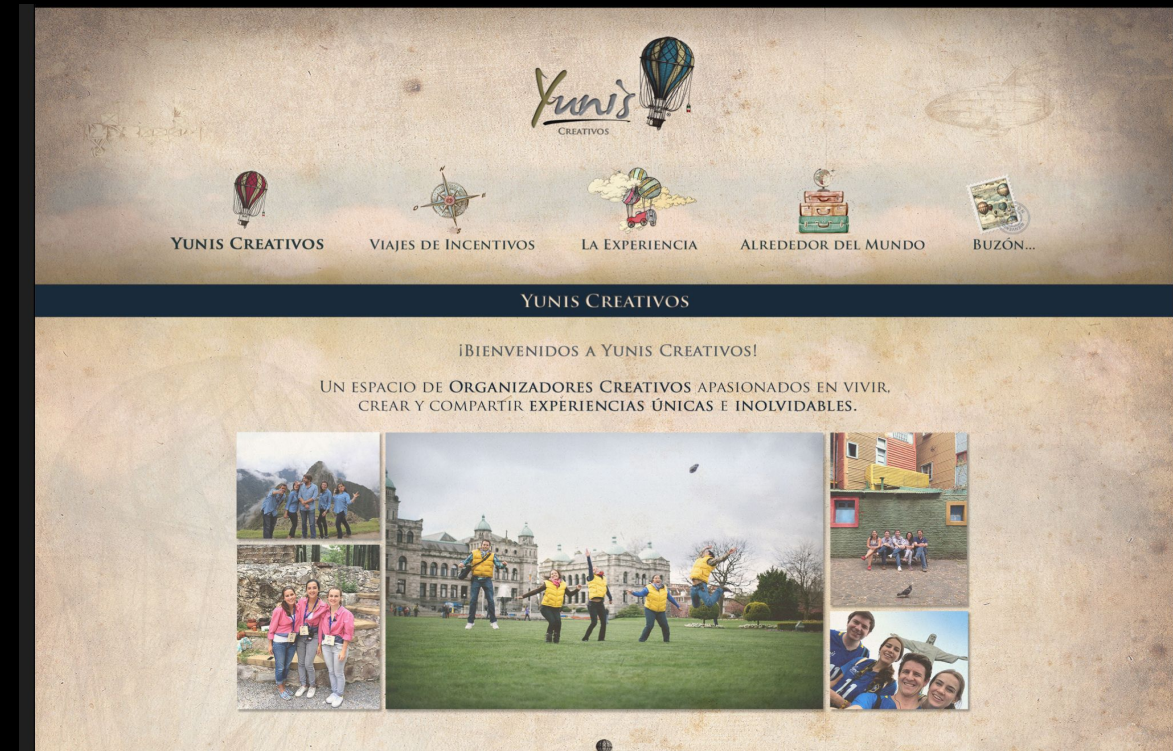 Yunis
CREATIVOS
YUNIS CREATIVOS
VIAJES DE INCENTIVOS
LA EXPERIENCIA
ALREDEDOR DEL MUNDO
BUZÓN...
YUNIS CREATIVOS
¡BIENVENIDOS A YUNIS CREATIVOS!
UN ESPACIO DE ORGANIZADORES CREATIVOS APASIONADOS EN VIVIR,
CREAR Y COMPARTIR EXPERIENCIAS ÚNICAS E INOLVIDABLES.